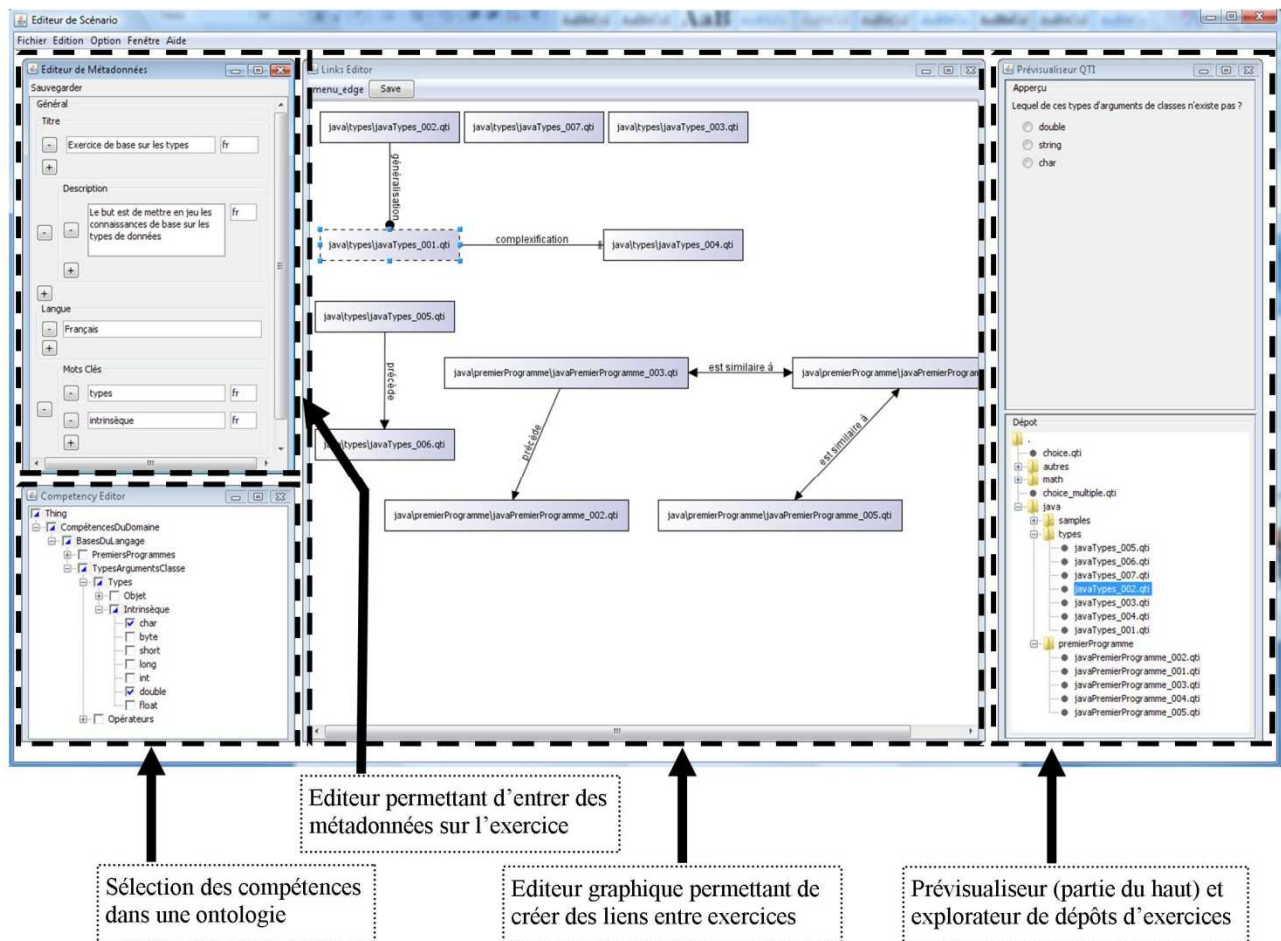 Editeur de Scénario
Fichier Edition Option Fenêtre Aide
Editeur de Métadonnées
Sauvegarder
Général
Titre
- Exercice de base sur les types fr
+
Description
- - Le but est de mettre en jeu les fr
connaissances de base sur les
types de données
+
+
Langue
- Français
+
Mots Clés
- - types fr
- intrinsèque fr
+
Competency Editor
Thing
CompétencesDuDomaine
BasesDuLangage
PremiersProgrammes
TypesArgumentsClasse
Types
Objet
Intrinsèque
char
byte
short
long
int
double
float
Opérateurs
Links Editor
menu_edge Save
java\types\javaTypes_002.qti java\types\javaTypes_007.qti java\types\javaTypes_003.qti
généralisation
java\types\javaTypes_001.qti complexification java\types\javaTypes_004.qti
java\types\javaTypes_005.qti
précède
java\premierProgramme\javaPremierProgramme_003.qti est similaire à java\premierProgramme\javaPremierProgram
précède
est similaire à
java\types\javaTypes_006.qti
java\premierProgramme\javaPremierProgramme_002.qti java\premierProgramme\javaPremierProgramme_005.qti
Prévisualiseur QTI
Apperçu
Lequel de ces types d'arguments de classes n'existe pas ?
double
string
char
Dépot
.
choice.qti
autres
math
choice_multiple.qti
java
samples
types
javaTypes_005.qti
javaTypes_006.qti
javaTypes_007.qti
javaTypes_002.qti
javaTypes_003.qti
javaTypes_004.qti
javaTypes_001.qti
premierProgramme
javaPremierProgramme_002.qti
javaPremierProgramme_001.qti
javaPremierProgramme_003.qti
javaPremierProgramme_004.qti
javaPremierProgramme_005.qti
Editeur permettant d'entrer des
métadonnées sur l'exercice
Sélection des compétences
dans une ontologie
Editeur graphique permettant de
créer des liens entre exercices
Prévisualiseur (partie du haut) et
explorateur de dépôts d'exercices